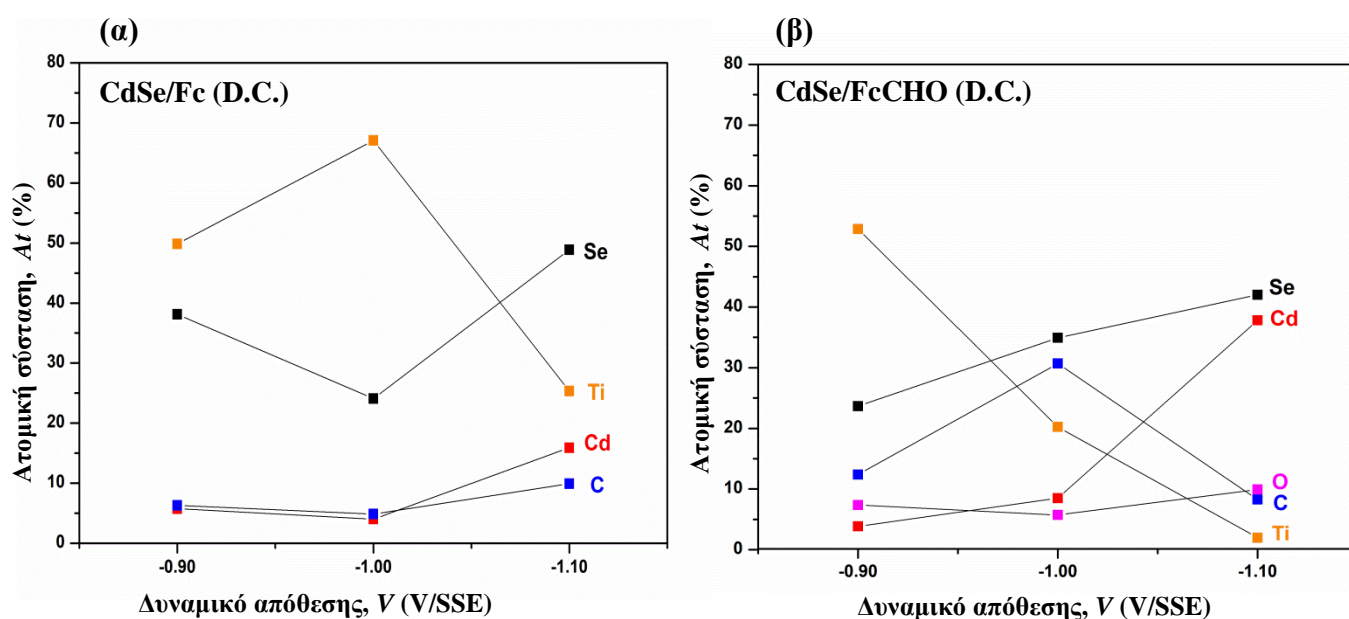 (α)
CdSe/Fc (D.C.)
Ατομική σύσταση, At (%)
80
70
60
50
40
30
20
10
0
Se
Ti
Cd
C
-0.90
-1.00
-1.10
Δυναμικό απόθεσης, V (V/SSE)
(β)
CdSe/FcCHO (D.C.)
Ατομική σύσταση, At (%)
80
70
60
50
40
30
20
10
0
Se
Cd
O
C
Ti
-0.90
-1.00
-1.10
Δυναμικό απόθεσης, V (V/SSE)